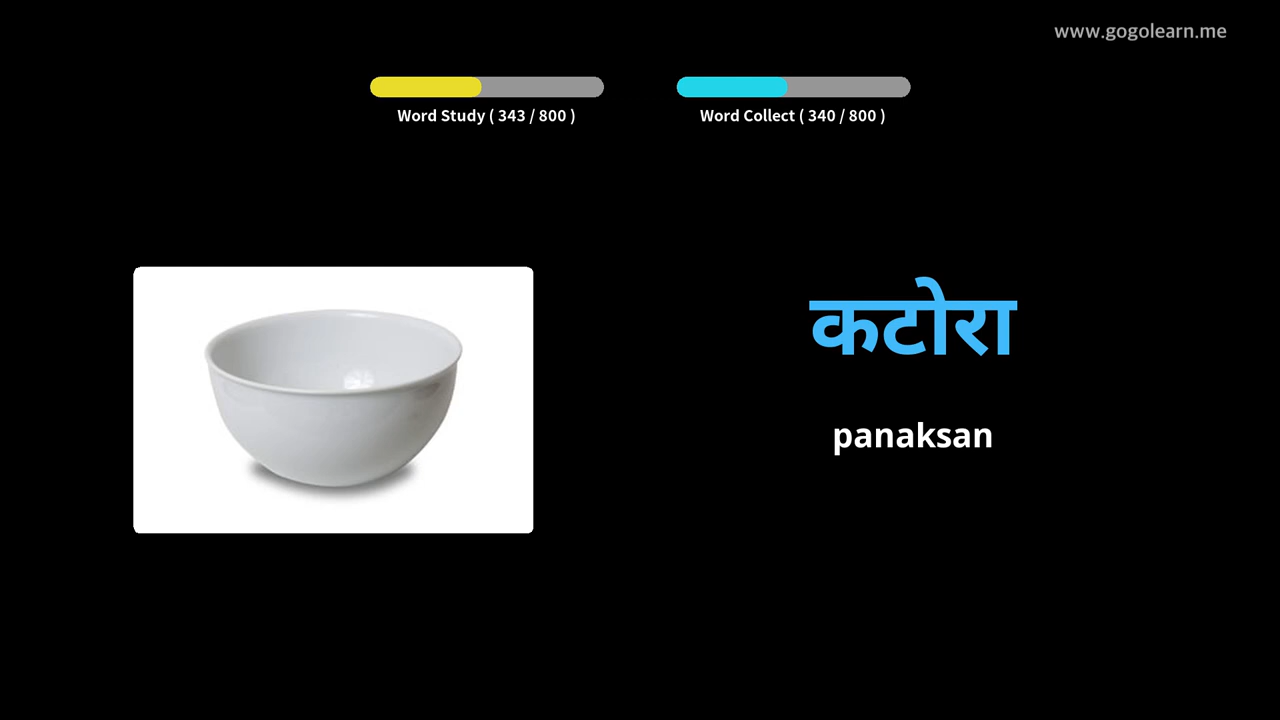 www.gogolearn.me
Word Study ( 343 / 800 )
Word Collect ( 340 / 800 )
कटोरा
panaksan